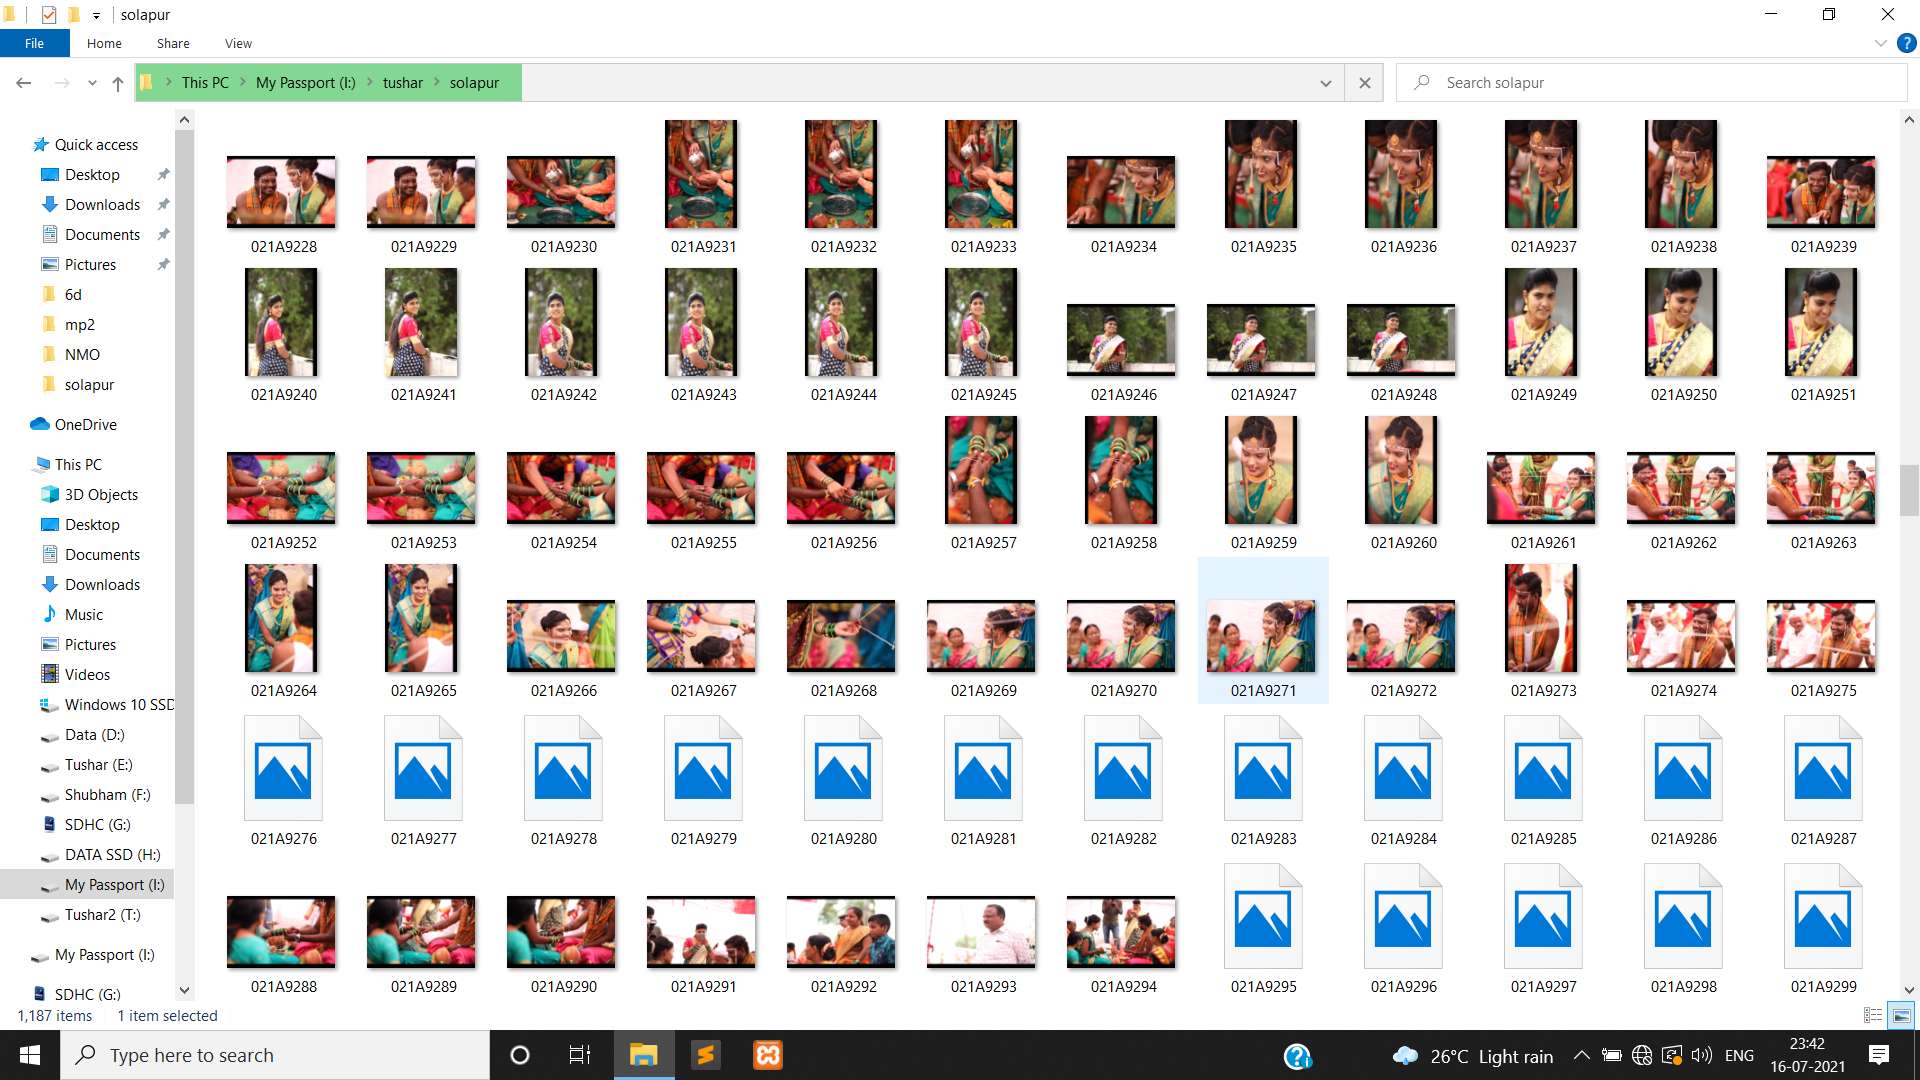 solapur
File Home Share View
This PC My Passport (I:) tushar solapur
Search solapur
Quick access
Desktop
Downloads
Documents
Pictures
6d
mp2
NMO
solapur
OneDrive
This PC
3D Objects
Desktop
Documents
Downloads
Music
Pictures
Videos
Windows 10 SSD
Data (D:)
Tushar (E:)
Shubham (F:)
SDHC (G:)
DATA SSD (H:)
My Passport (I:)
Tushar2 (T:)
My Passport (I:)
SDHC (G:)
021A9228 021A9229 021A9230 021A9231 021A9232 021A9233 021A9234 021A9235 021A9236 021A9237 021A9238 021A9239
021A9240 021A9241 021A9242 021A9243 021A9244 021A9245 021A9246 021A9247 021A9248 021A9249 021A9250 021A9251
021A9252 021A9253 021A9254 021A9255 021A9256 021A9257 021A9258 021A9259 021A9260 021A9261 021A9262 021A9263
021A9264 021A9265 021A9266 021A9267 021A9268 021A9269 021A9270 021A9271 021A9272 021A9273 021A9274 021A9275
021A9276 021A9277 021A9278 021A9279 021A9280 021A9281 021A9282 021A9283 021A9284 021A9285 021A9286 021A9287
021A9288 021A9289 021A9290 021A9291 021A9292 021A9293 021A9294 021A9295 021A9296 021A9297 021A9298 021A9299
1,187 items 1 item selected
Type here to search
26°C Light rain
ENG
23:42
16-07-2021